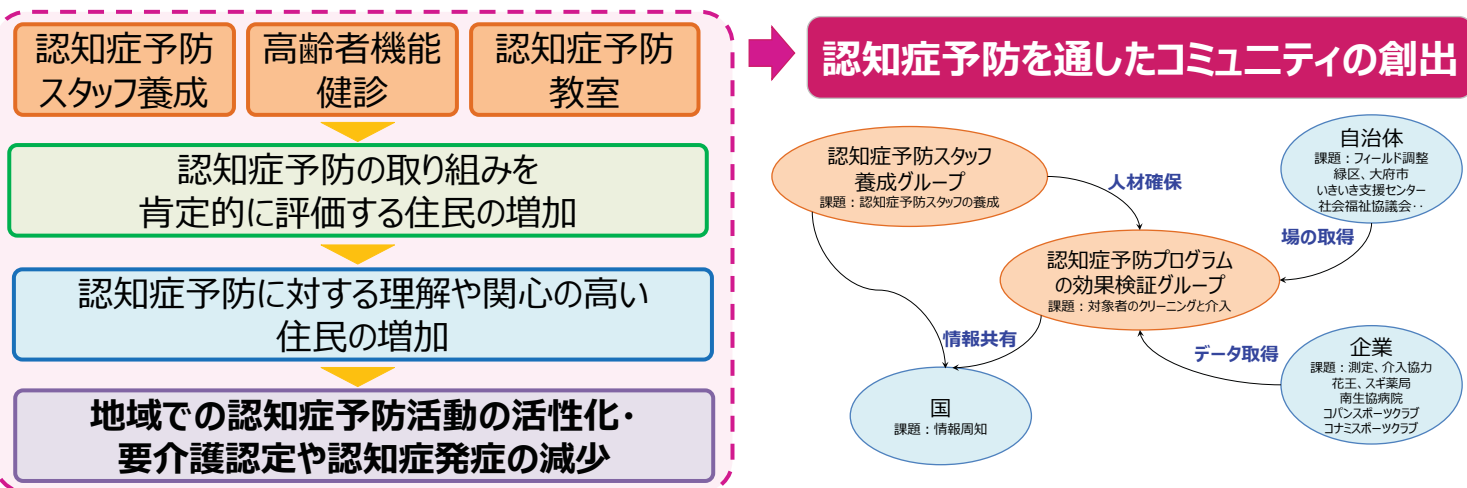 認知症予防
スタッフ養成
高齢者機能
健診
認知症予防
教室
認知症予防の取り組みを
肯定的に評価する住民の増加
認知症予防に対する理解や関心の高い
住民の増加
地域での認知症予防活動の活性化・
要介護認定や認知症発症の減少
認知症予防を通したコミュニティの創出
認知症予防スタッフ
養成グループ
課題：認知症予防スタッフの養成
人材確保
自治体
課題：フィールド調整
緑区、大府市
いきいき支援センター
社会福祉協議会‥
場の取得
認知症予防プログラム
の効果検証グループ
課題：対象者のクリーニングと介入
情報共有
データ取得
国
課題：情報周知
企業
課題：測定、介入協力
花王、スギ薬局
南生協病院
コパンスポーツクラブ
コナミスポーツクラブ